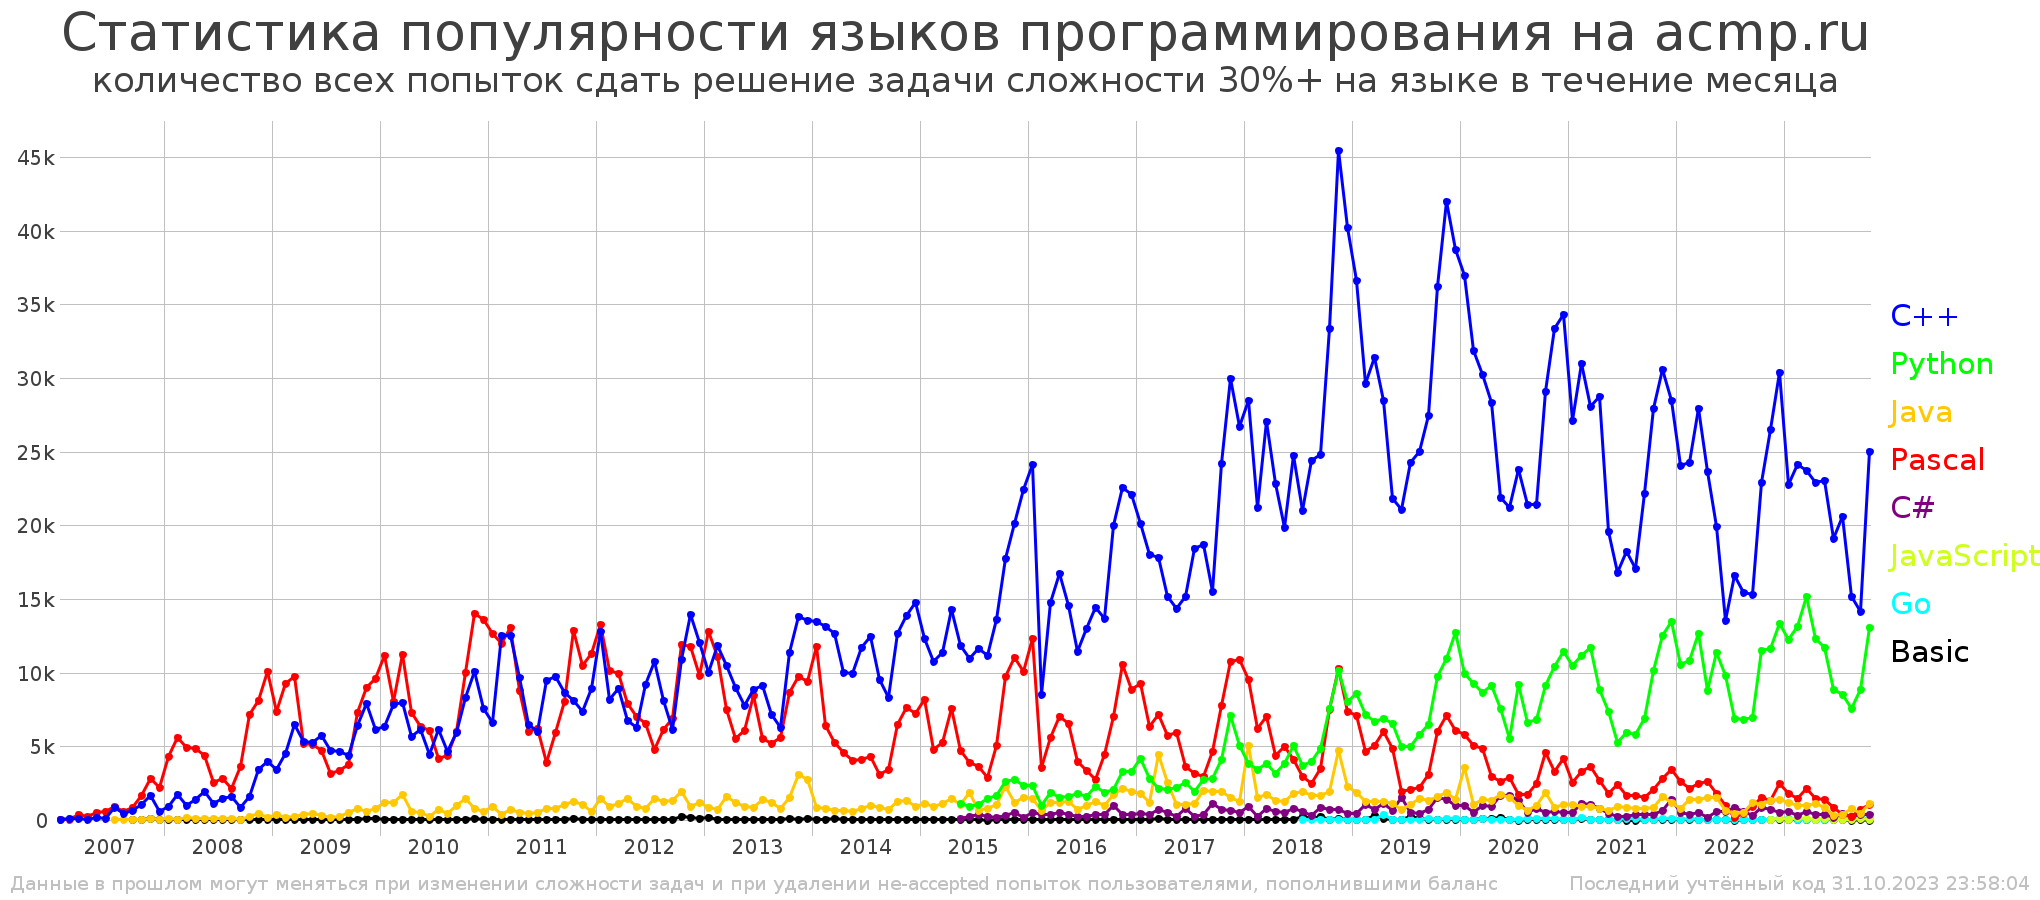 Статистика популярности языков программирования на acmp.ru
количество всех попыток сдать решение задачи сложности 30%+ на языке в течение месяца
45k
40k
35k
30k
25k
20k
15k
10k
5k
0
C++
Python
Java
Pascal
C#
JavaScript
Go
Basic
2007 2008 2009 2010 2011 2012 2013 2014 2015 2016 2017 2018 2019 2020 2021 2022 2023
Данные в прошлом могут меняться при изменении сложности задач и при удалении не-accepted попыток пользователями, пополнившими баланс
Последний учтённый код 31.10.2023 23:58:04